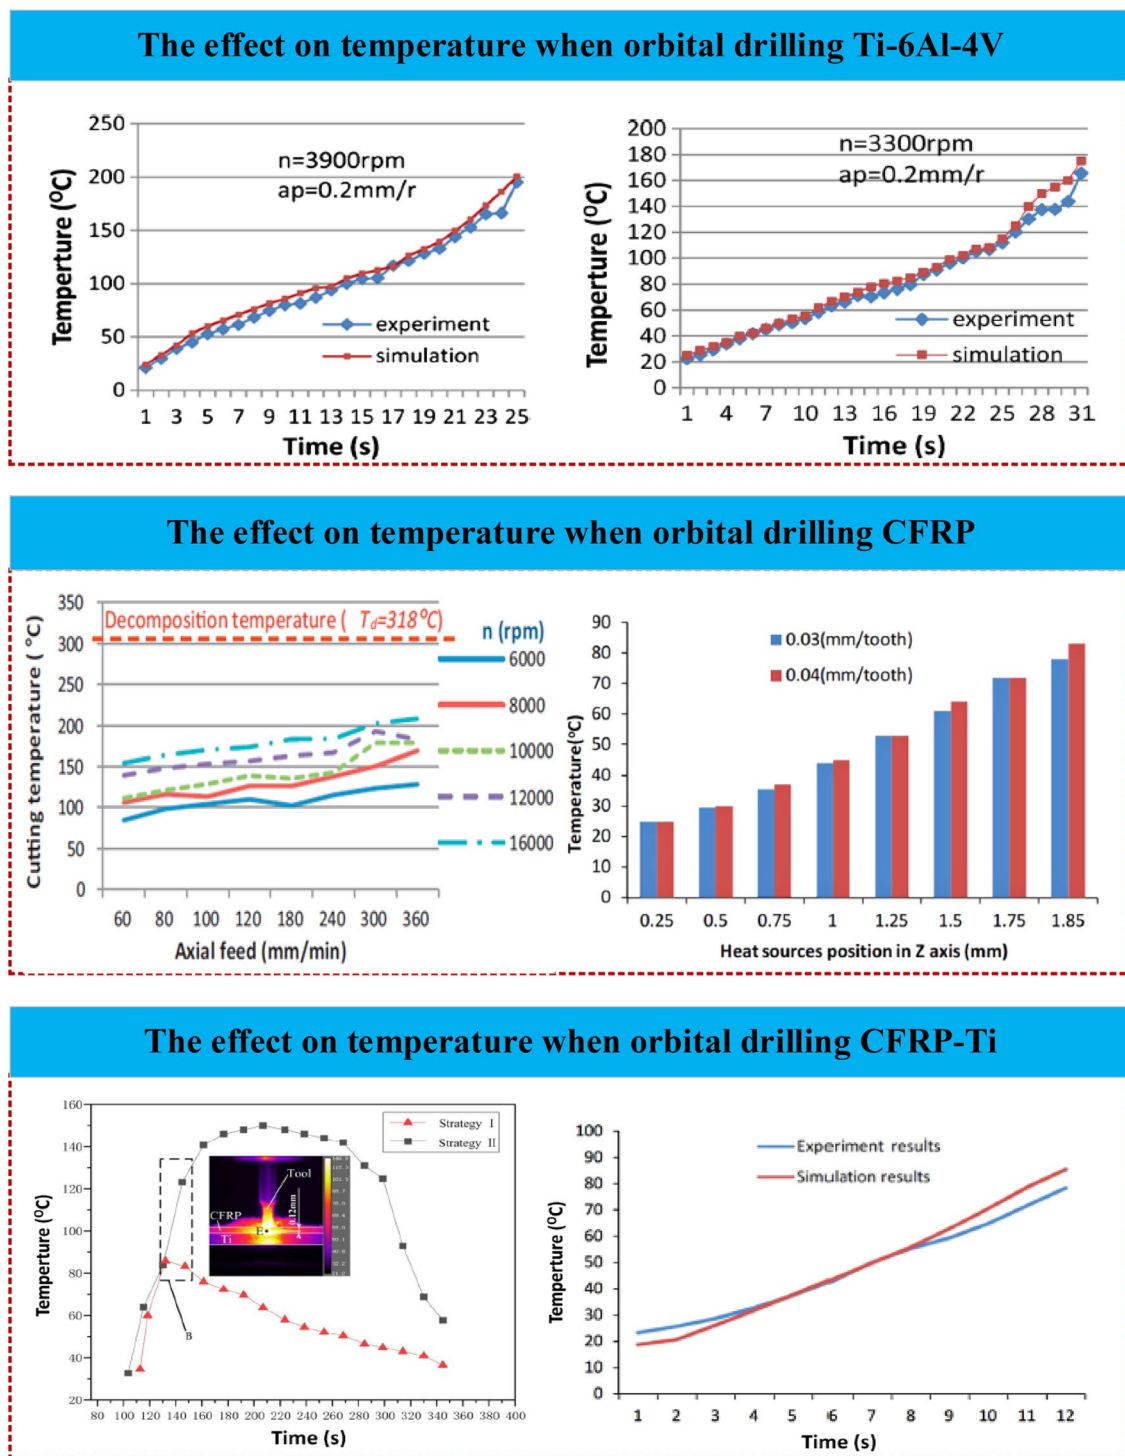 The effect on temperature when orbital drilling Ti-6Al-4V
250
200
150
100
50
0
Temperture (⁰C)
n=3900rpm
ap=0.2mm/r
experiment
simulation
1 3 5 7 9 11 13 15 17 19 21 23 25
Time (s)
200
180
160
140
120
100
80
60
40
20
0
Temperture (⁰C)
n=3300rpm
ap=0.2mm/r
experiment
simulation
1 4 7 10 13 16 19 22 25 28 31
Time (s)
The effect on temperature when orbital drilling CFRP
350
300
250
200
150
100
50
0
Cutting temperature ( °C)
Decomposition temperature ( T_d=318⁰C)
n (rpm)
6000
8000
10000
12000
16000
60 80 100 120 180 240 300 360
Axial feed (mm/min)
90
80
70
60
50
40
30
20
10
0
Temperature(⁰C)
0.03(mm/tooth)
0.04(mm/tooth)
0.25 0.5 0.75 1 1.25 1.5 1.75 1.85
Heat sources position in Z axis (mm)
The effect on temperature when orbital drilling CFRP-Ti
160
140
120
100
80
60
40
20
Temperture (⁰C)
Strategy I
Strategy II
Tool
CFRP
Ti
E
0.12mm
B
80 100 120 140 160 180 200 220 240 260 280 300 320 340 360 380 400
Time (s)
100
90
80
70
60
50
40
30
20
10
0
Temperture (⁰C)
Experiment results
Simulation results
1 2 3 4 5 6 7 8 9 10 11 12
Time (s)